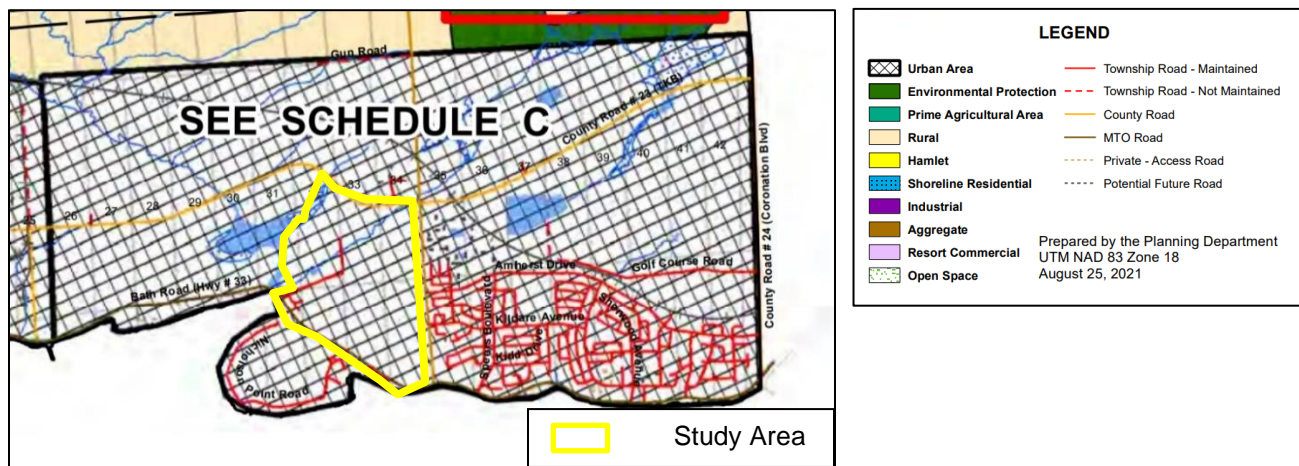 Gun Road
SEE SCHEDULE C
County Road # 23 (TKB)
25 26 27 28 29 30 31 33 34 35 36 37 38 39 40 41 42
County Road # 24 (Coronation Blvd)
Bath Road (Hwy # 33)
Amherst Drive
Golf Course Road
Speers Boulevard
Kildare Avenue
Sherwood Avenue
Kidd Drive
Nicholson Point Road
Study Area
LEGEND
Urban Area
Environmental Protection
Prime Agricultural Area
Rural
Hamlet
Shoreline Residential
Industrial
Aggregate
Resort Commercial
Open Space
Township Road - Maintained
Township Road - Not Maintained
County Road
MTO Road
Private - Access Road
Potential Future Road
Prepared by the Planning Department
UTM NAD 83 Zone 18
August 25, 2021